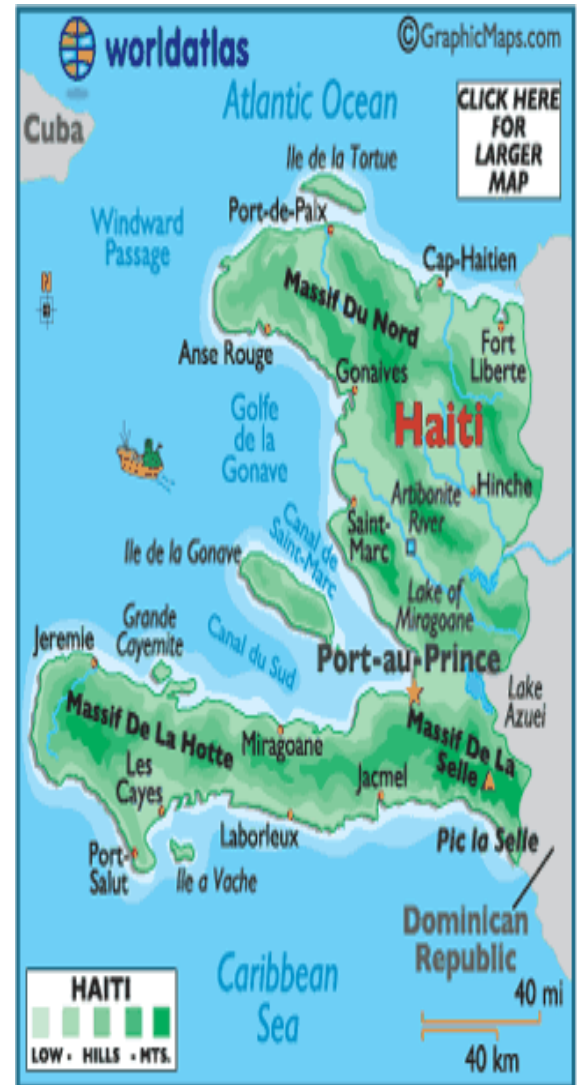 worldatlas
©GraphicMaps.com
Atlantic Ocean
CLICK HERE
FOR
LARGER
MAP
Cuba
Ile de la Tortue
Port-de-Paix
Windward
Passage
Cap-Haitien
Massif Du Nord
Fort
Liberte
Anse Rouge
Gonaives
Golfe
de la
Gonave
Haiti
Hinche
Artibonite
River
Saint-
Marc
Canal de
Saint-Marc
Ile de la Gonave
Lake of
Miragoane
Grande
Cayemite
Canal du Sud
Jeremie
Port-au-Prince
Lake
Azuei
Massif De La Hotte
Miragoane
Massif De La
Selle
Les
Cayes
Jacmel
Laborleux
Pic la Selle
Port-
Salut
Ile a Vache
Dominican
Republic
Caribbean
Sea
HAITI
LOW - HILLS - MTS.
40 mi
40 km